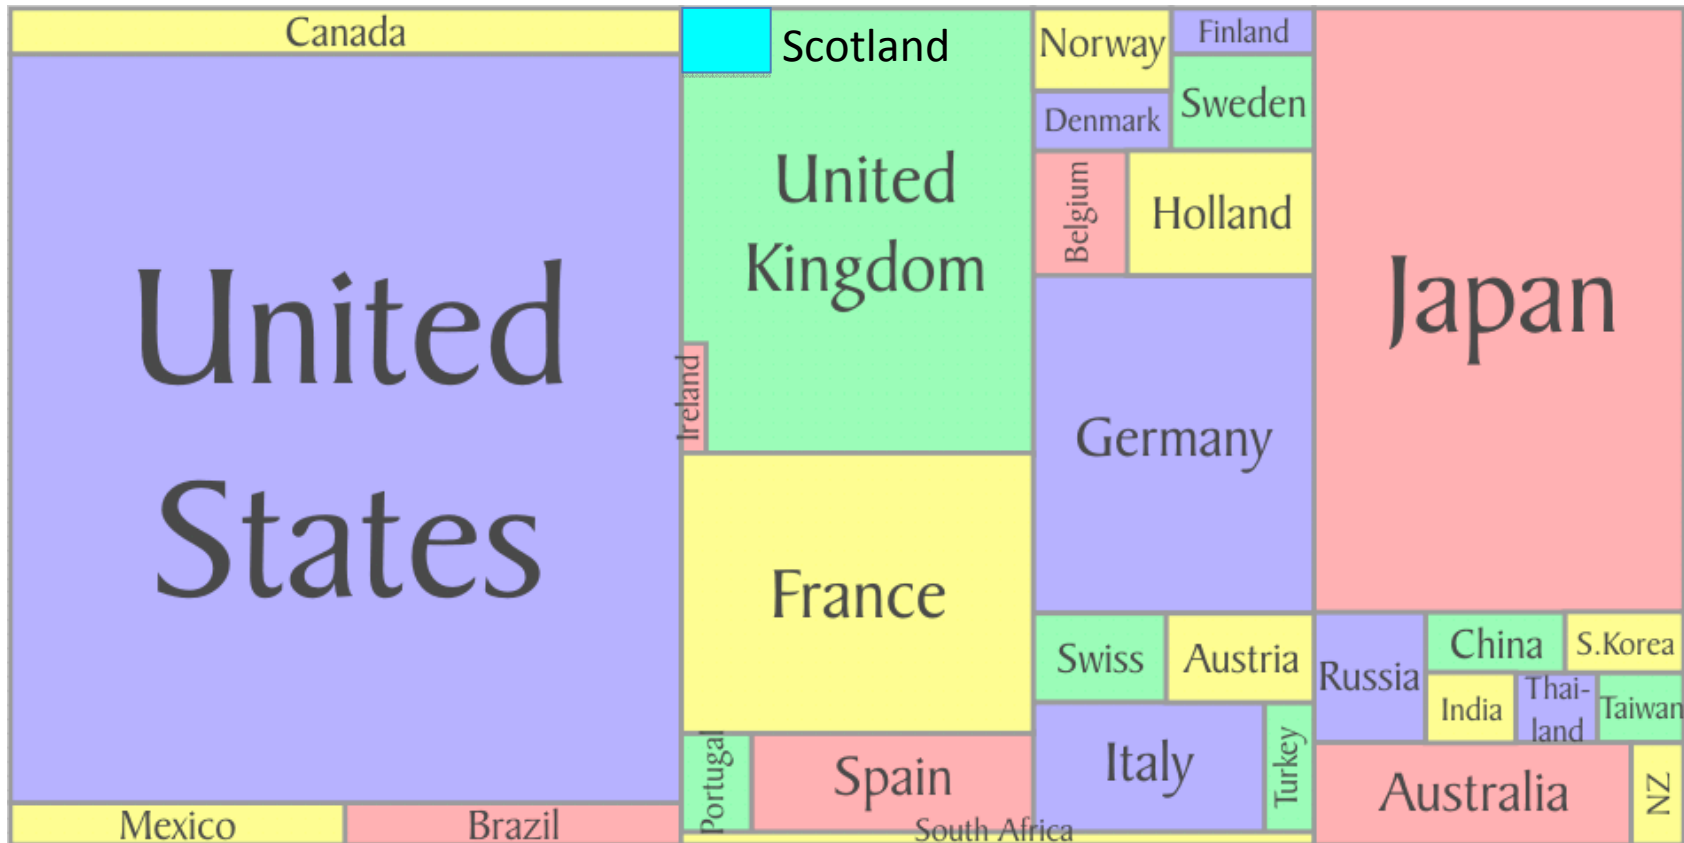 Canada
United
States
Mexico
Brazil
Scotland
United
Kingdom
Ireland
France
Portugal
Spain
South Africa
Norway
Finland
Denmark
Sweden
Belgium
Holland
Germany
Swiss
Austria
Italy
Turkey
Japan
Russia
China
S.Korea
India
Thai-
land
Taiwan
Australia
NZ